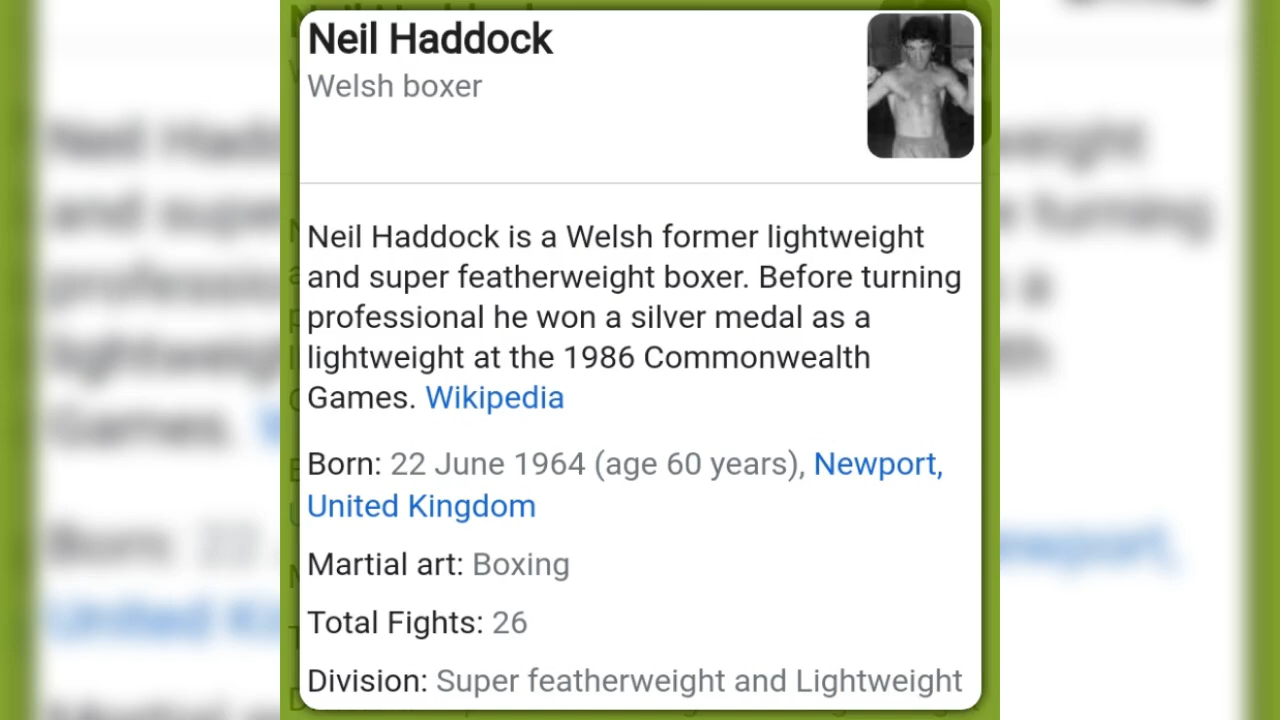 Neil Haddock
Welsh boxer
Neil Haddock is a Welsh former lightweight
and super featherweight boxer. Before turning
professional he won a silver medal as a
lightweight at the 1986 Commonwealth
Games. Wikipedia
Born: 22 June 1964 (age 60 years), Newport,
United Kingdom
Martial art: Boxing
Total Fights: 26
Division: Super featherweight and Lightweight